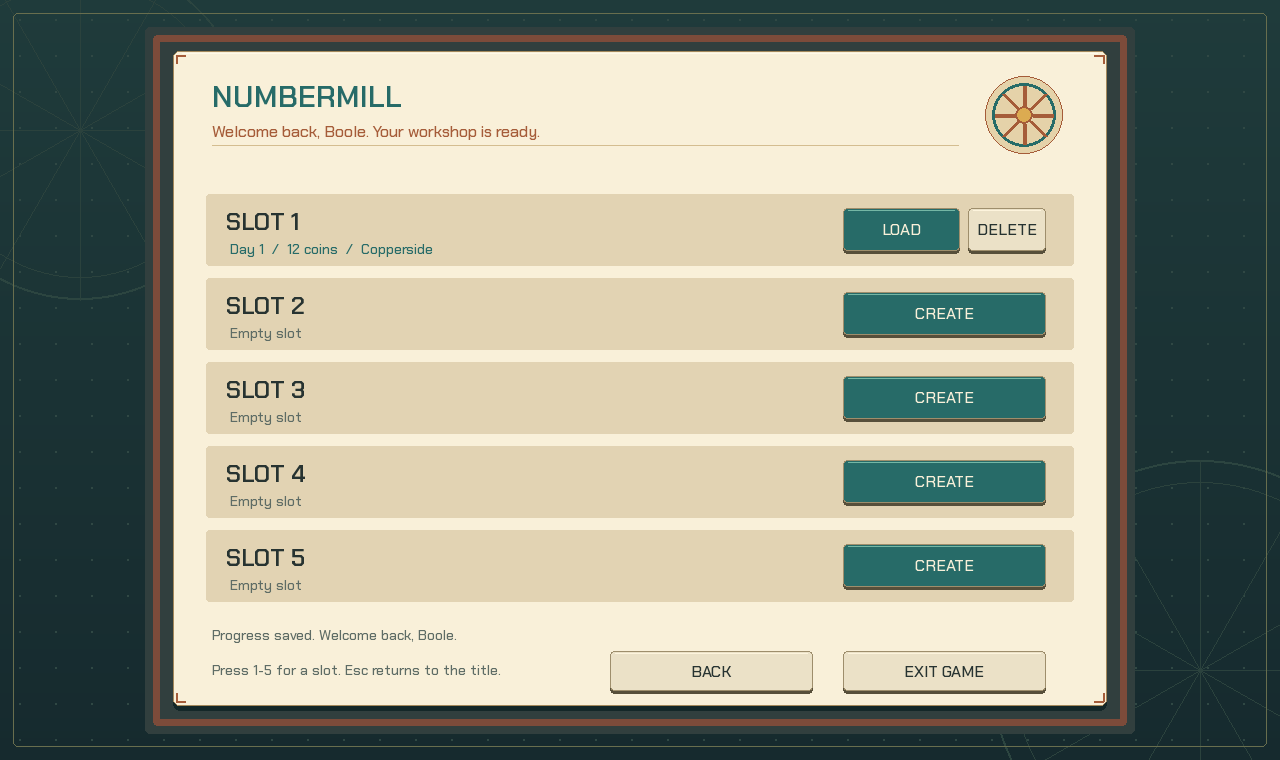 NUMBERMILL
Welcome back, Boole. Your workshop is ready.
SLOT 1
Day 1 / 12 coins / Copperside
LOAD
DELETE
SLOT 2
Empty slot
CREATE
SLOT 3
Empty slot
CREATE
SLOT 4
Empty slot
CREATE
SLOT 5
Empty slot
CREATE
Progress saved. Welcome back, Boole.
Press 1-5 for a slot. Esc returns to the title.
BACK
EXIT GAME